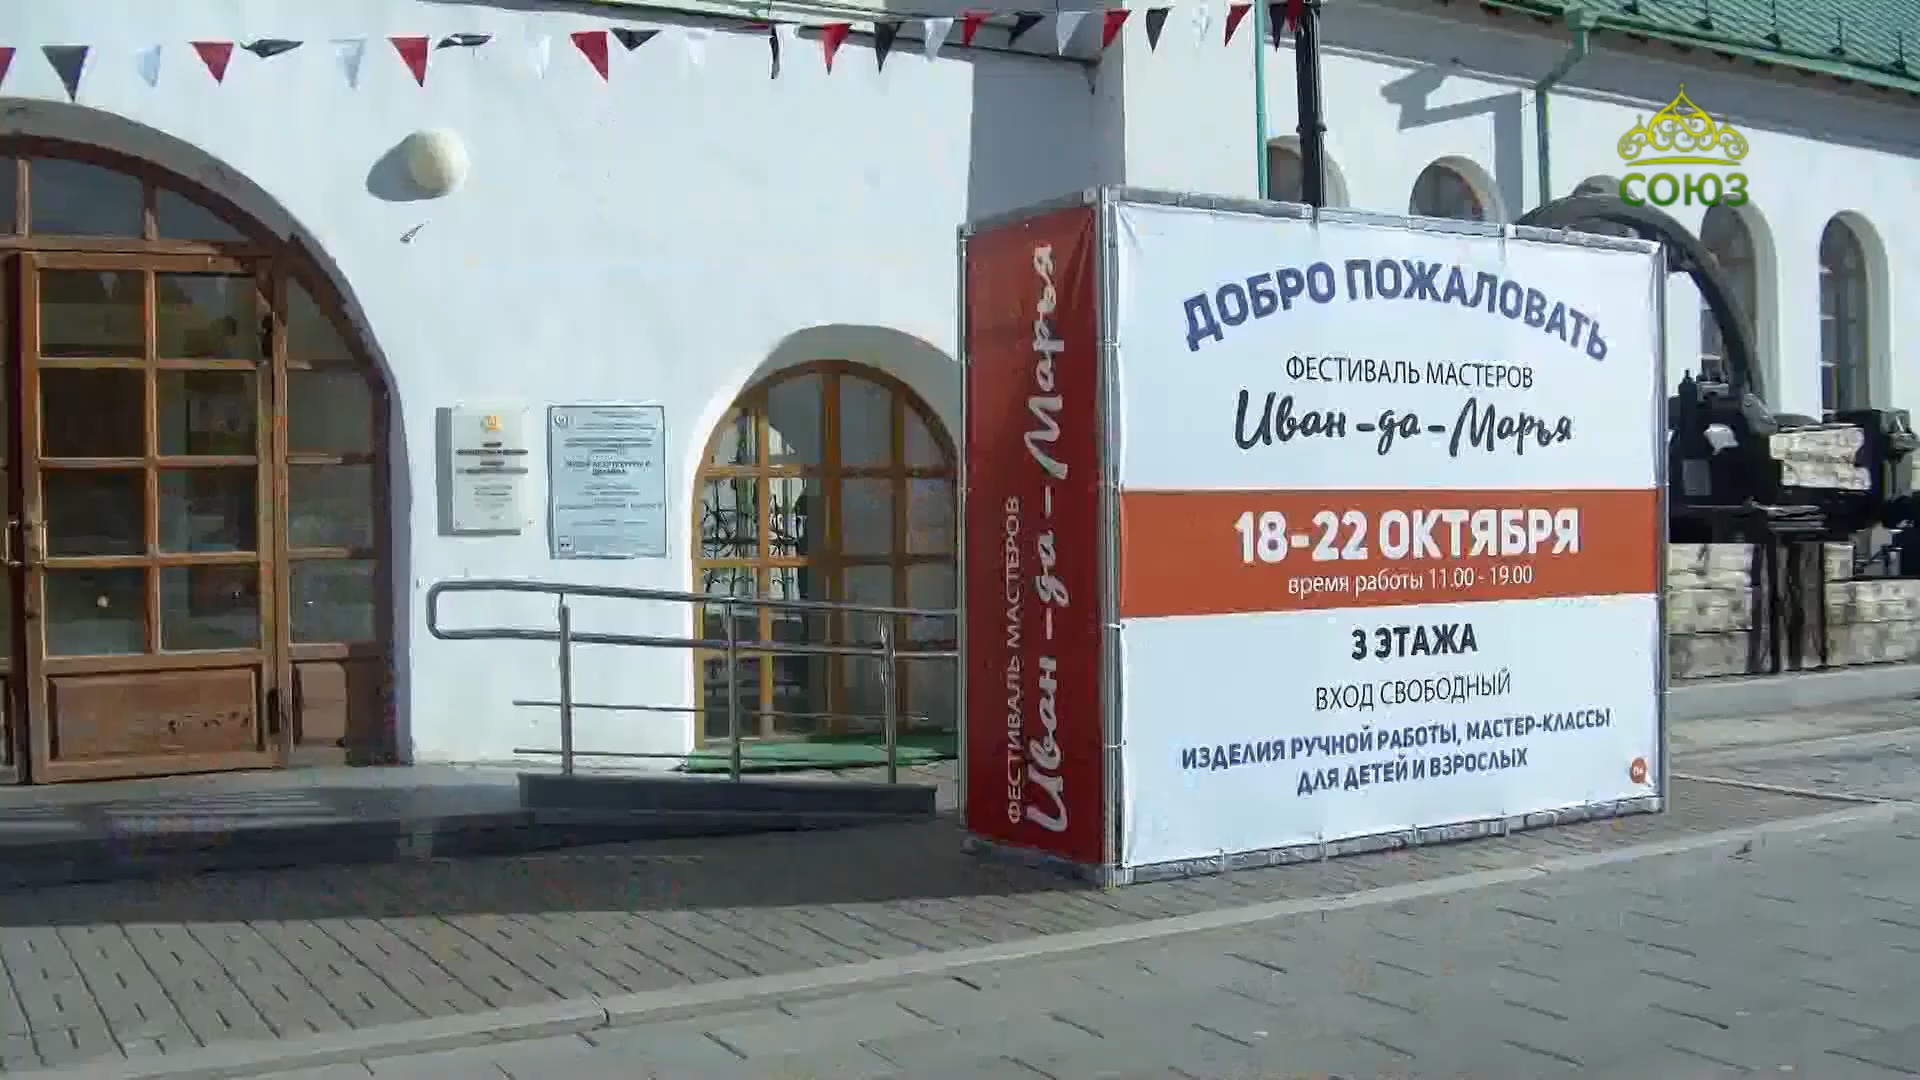 СОЮЗ
ФЕСТИВАЛЬ МАСТЕРОВ
Иван-да-Марья
ДОБРО ПОЖАЛОВАТЬ
ФЕСТИВАЛЬ МАСТЕРОВ
Иван-да-Марья
18-22 ОКТЯБРЯ
время работы 11.00 - 19.00
3 ЭТАЖА
ВХОД СВОБОДНЫЙ
ИЗДЕЛИЯ РУЧНОЙ РАБОТЫ, МАСТЕР-КЛАССЫ
ДЛЯ ДЕТЕЙ И ВЗРОСЛЫХ